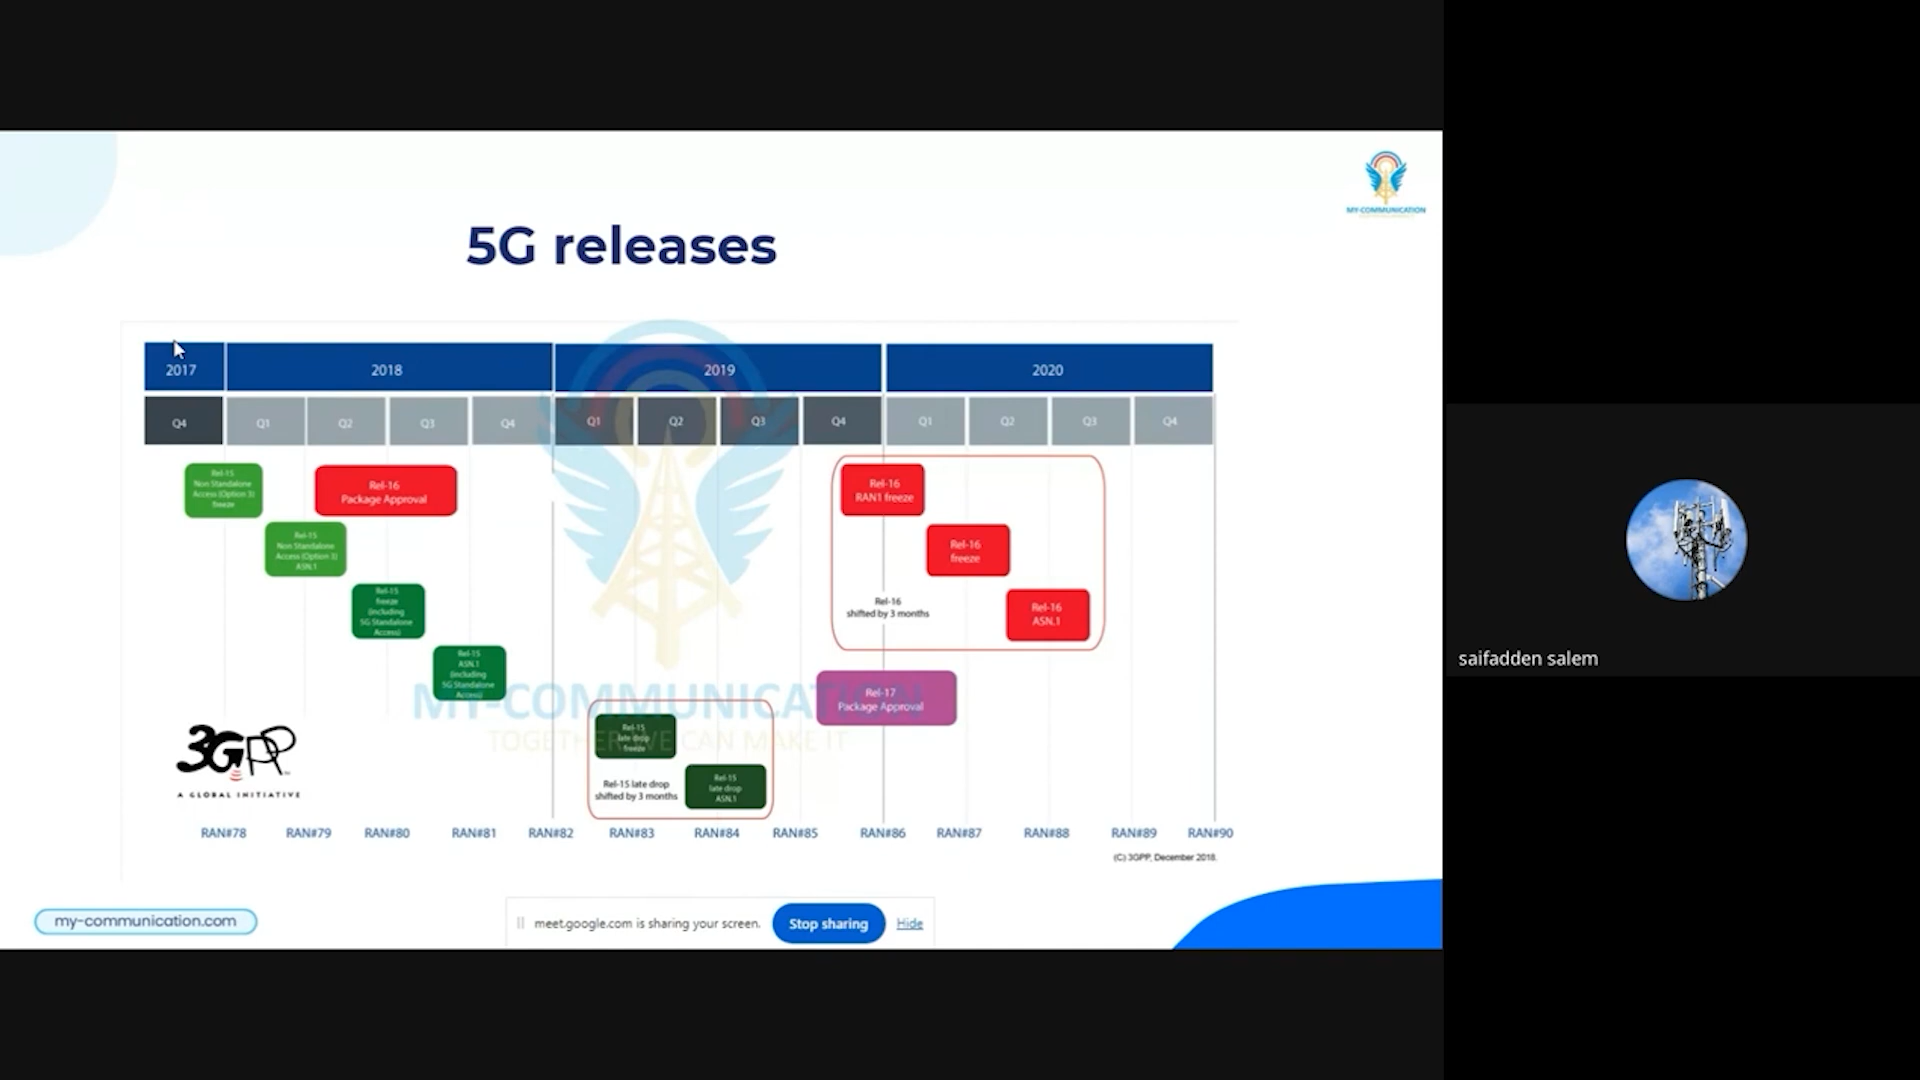 MY-COMMUNICATION
5G releases
2017
2018
2019
2020
Q4
Q1
Q2
Q3
Q4
Q1
Q2
Q3
Q4
Q1
Q2
Q3
Q4
Rel-15
Non Standalone
Access (Option 3)
freeze
Rel-16
Package Approval
Rel-16
RAN1 freeze
Rel-15
Non Standalone
Access (Option 3)
ASN.1
Rel-16
freeze
Rel-15
freeze
(including
5G Standalone
Access)
Rel-16
shifted by 3 months
Rel-16
ASN.1
Rel-15
ASN.1
(including
5G Standalone
Access)
Rel-17
Package Approval
MY-COMMUNICATION
TOGETHER WE CAN MAKE IT
Rel-15
late drop
freeze
Rel-15 late drop
shifted by 3 months
Rel-15
late drop
ASN.1
3GPP
A GLOBAL INITIATIVE
RAN#78
RAN#79
RAN#80
RAN#81
RAN#82
RAN#83
RAN#84
RAN#85
RAN#86
RAN#87
RAN#88
RAN#89
RAN#90
(C) 3GPP, December 2018.
my-communication.com
meet.google.com is sharing your screen.
Stop sharing
Hide
saifadden salem